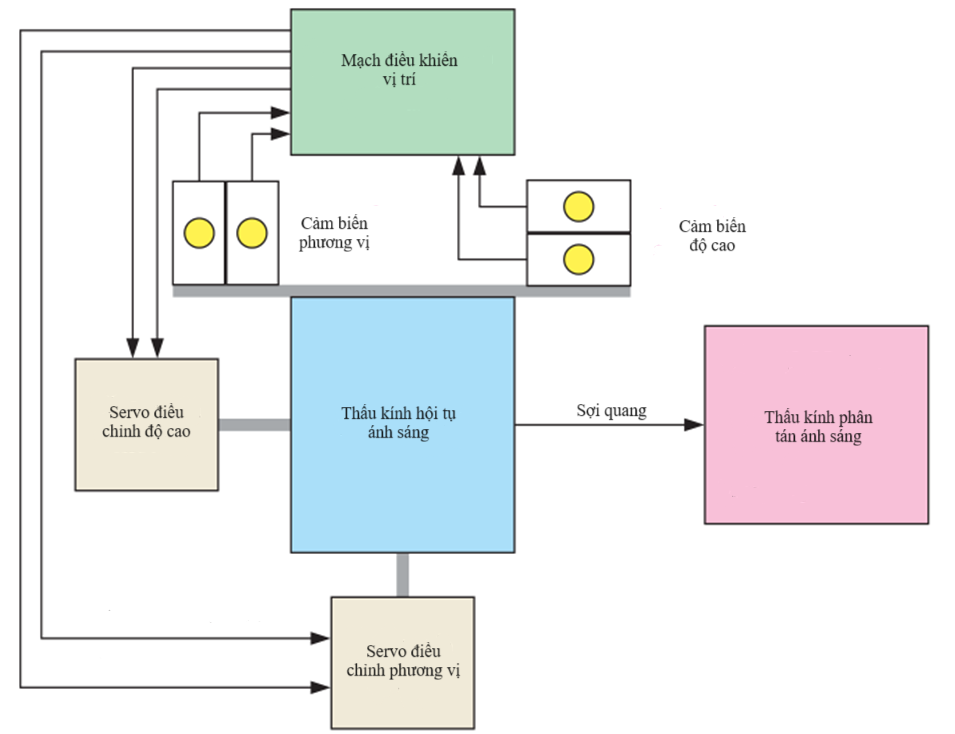 Mạch điều khiển
vị trí
Cảm biến
phương vị
Cảm biến
độ cao
Servo điều
chỉnh độ cao
Thấu kính hội tụ
ánh sáng
Sợi quang
Thấu kính phân
tán ánh sáng
Servo điều
chỉnh phương vị